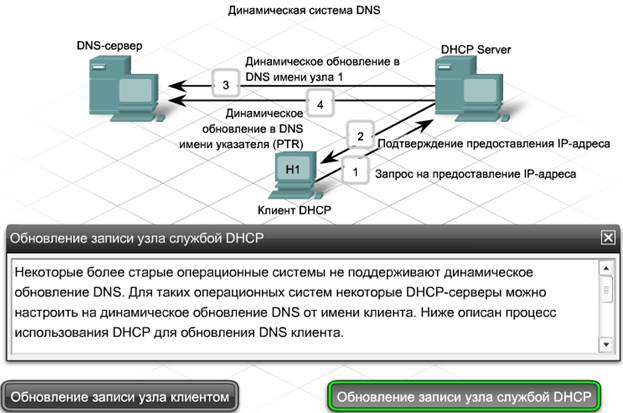 Динамическая система DNS
DNS-сервер
Динамическое обновление в
DNS имени узла 1
DHCP Server
3
4
Динамическое
обновление в DNS
имени указателя (PTR)
2
Подтверждение предоставления IP-адреса
H1
1
Запрос на предоставление IP-адреса
Клиент DHCP
Обновление записи узла службой DHCP
Некоторые более старые операционные системы не поддерживают динамическое
обновление DNS. Для таких операционных систем некоторые DHCP-серверы можно
настроить на динамическое обновление DNS от имени клиента. Ниже описан процесс
использования DHCP для обновления DNS клиента.
Обновление записи узла клиентом
Обновление записи узла службой DHCP